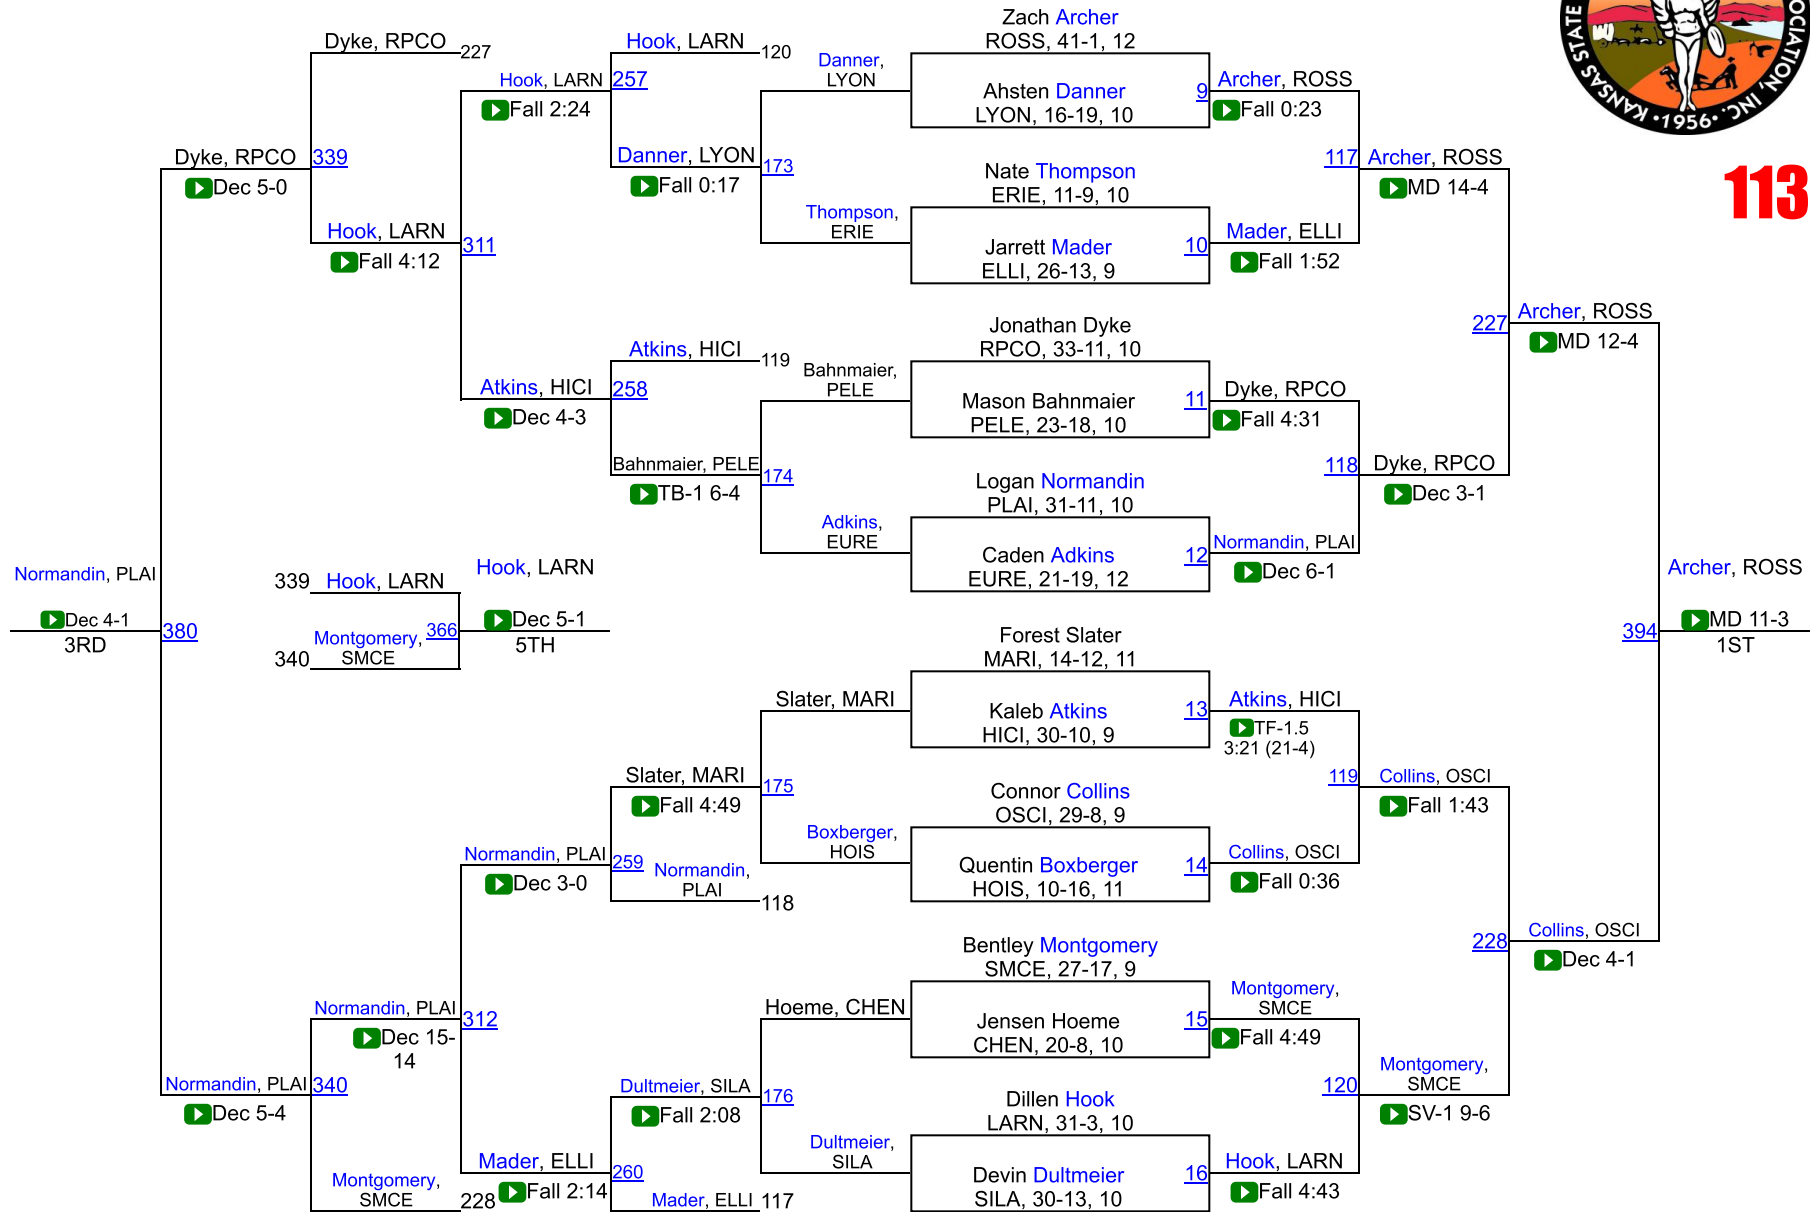 Zach Archer
ROSS, 41-1, 12
Ahsten Danner
LYON, 16-19, 10
Nate Thompson
ERIE, 11-9, 10
Jarrett Mader
ELLI, 26-13, 9
Jonathan Dyke
RPCO, 33-11, 10
Mason Bahnmaier
PELE, 23-18, 10
Logan Normandin
PLAI, 31-11, 10
Caden Adkins
EURE, 21-19, 12
Forest Slater
MARI, 14-12, 11
Kaleb Atkins
HICI, 30-10, 9
Connor Collins
OSCI, 29-8, 9
Quentin Boxberger
HOIS, 10-16, 11
Bentley Montgomery
SMCE, 27-17, 9
Jensen Hoeme
CHEN, 20-8, 10
Dillen Hook
LARN, 31-3, 10
Devin Dultmeier
SILA, 30-13, 10
9
Archer, ROSS
Fall 0:23
10
Mader, ELLI
Fall 1:52
11
Dyke, RPCO
Fall 4:31
12
Normandin, PLAI
Dec 6-1
13
Atkins, HICI
TF-1.5
3:21 (21-4)
14
Collins, OSCI
Fall 0:36
15
Montgomery,
SMCE
Fall 4:49
16
Hook, LARN
Fall 4:43
117
Archer, ROSS
MD 14-4
118
Dyke, RPCO
Dec 3-1
119
Collins, OSCI
Fall 1:43
120
Montgomery,
SMCE
SV-1 9-6
227
Archer, ROSS
MD 12-4
228
Collins, OSCI
Dec 4-1
394
Archer, ROSS
MD 11-3
1ST
Danner,
LYON
Thompson,
ERIE
Bahnmaier,
PELE
Adkins,
EURE
Slater, MARI
Boxberger,
HOIS
Hoeme, CHEN
Dultmeier,
SILA
Hook, LARN
120
173
Danner, LYON
Fall 0:17
Atkins, HICI
119
174
Bahnmaier, PELE
TB-1 6-4
175
Slater, MARI
Fall 4:49
Normandin,
PLAI
118
176
Dultmeier, SILA
Fall 2:08
Mader, ELLI
117
257
Hook, LARN
Fall 2:24
258
Atkins, HICI
Dec 4-3
259
Normandin, PLAI
Dec 3-0
260
Mader, ELLI
Fall 2:14
Dyke, RPCO
227
311
Hook, LARN
Fall 4:12
312
Normandin, PLAI
Dec 15-
14
Montgomery,
SMCE
228
339
Dyke, RPCO
Dec 5-0
340
Normandin, PLAI
Dec 5-4
380
Normandin, PLAI
Dec 4-1
3RD
339
Hook, LARN
340
Montgomery,
SMCE
366
Hook, LARN
Dec 5-1
5TH
KANSAS STATE
•1956•
OCIATION, INC.
113